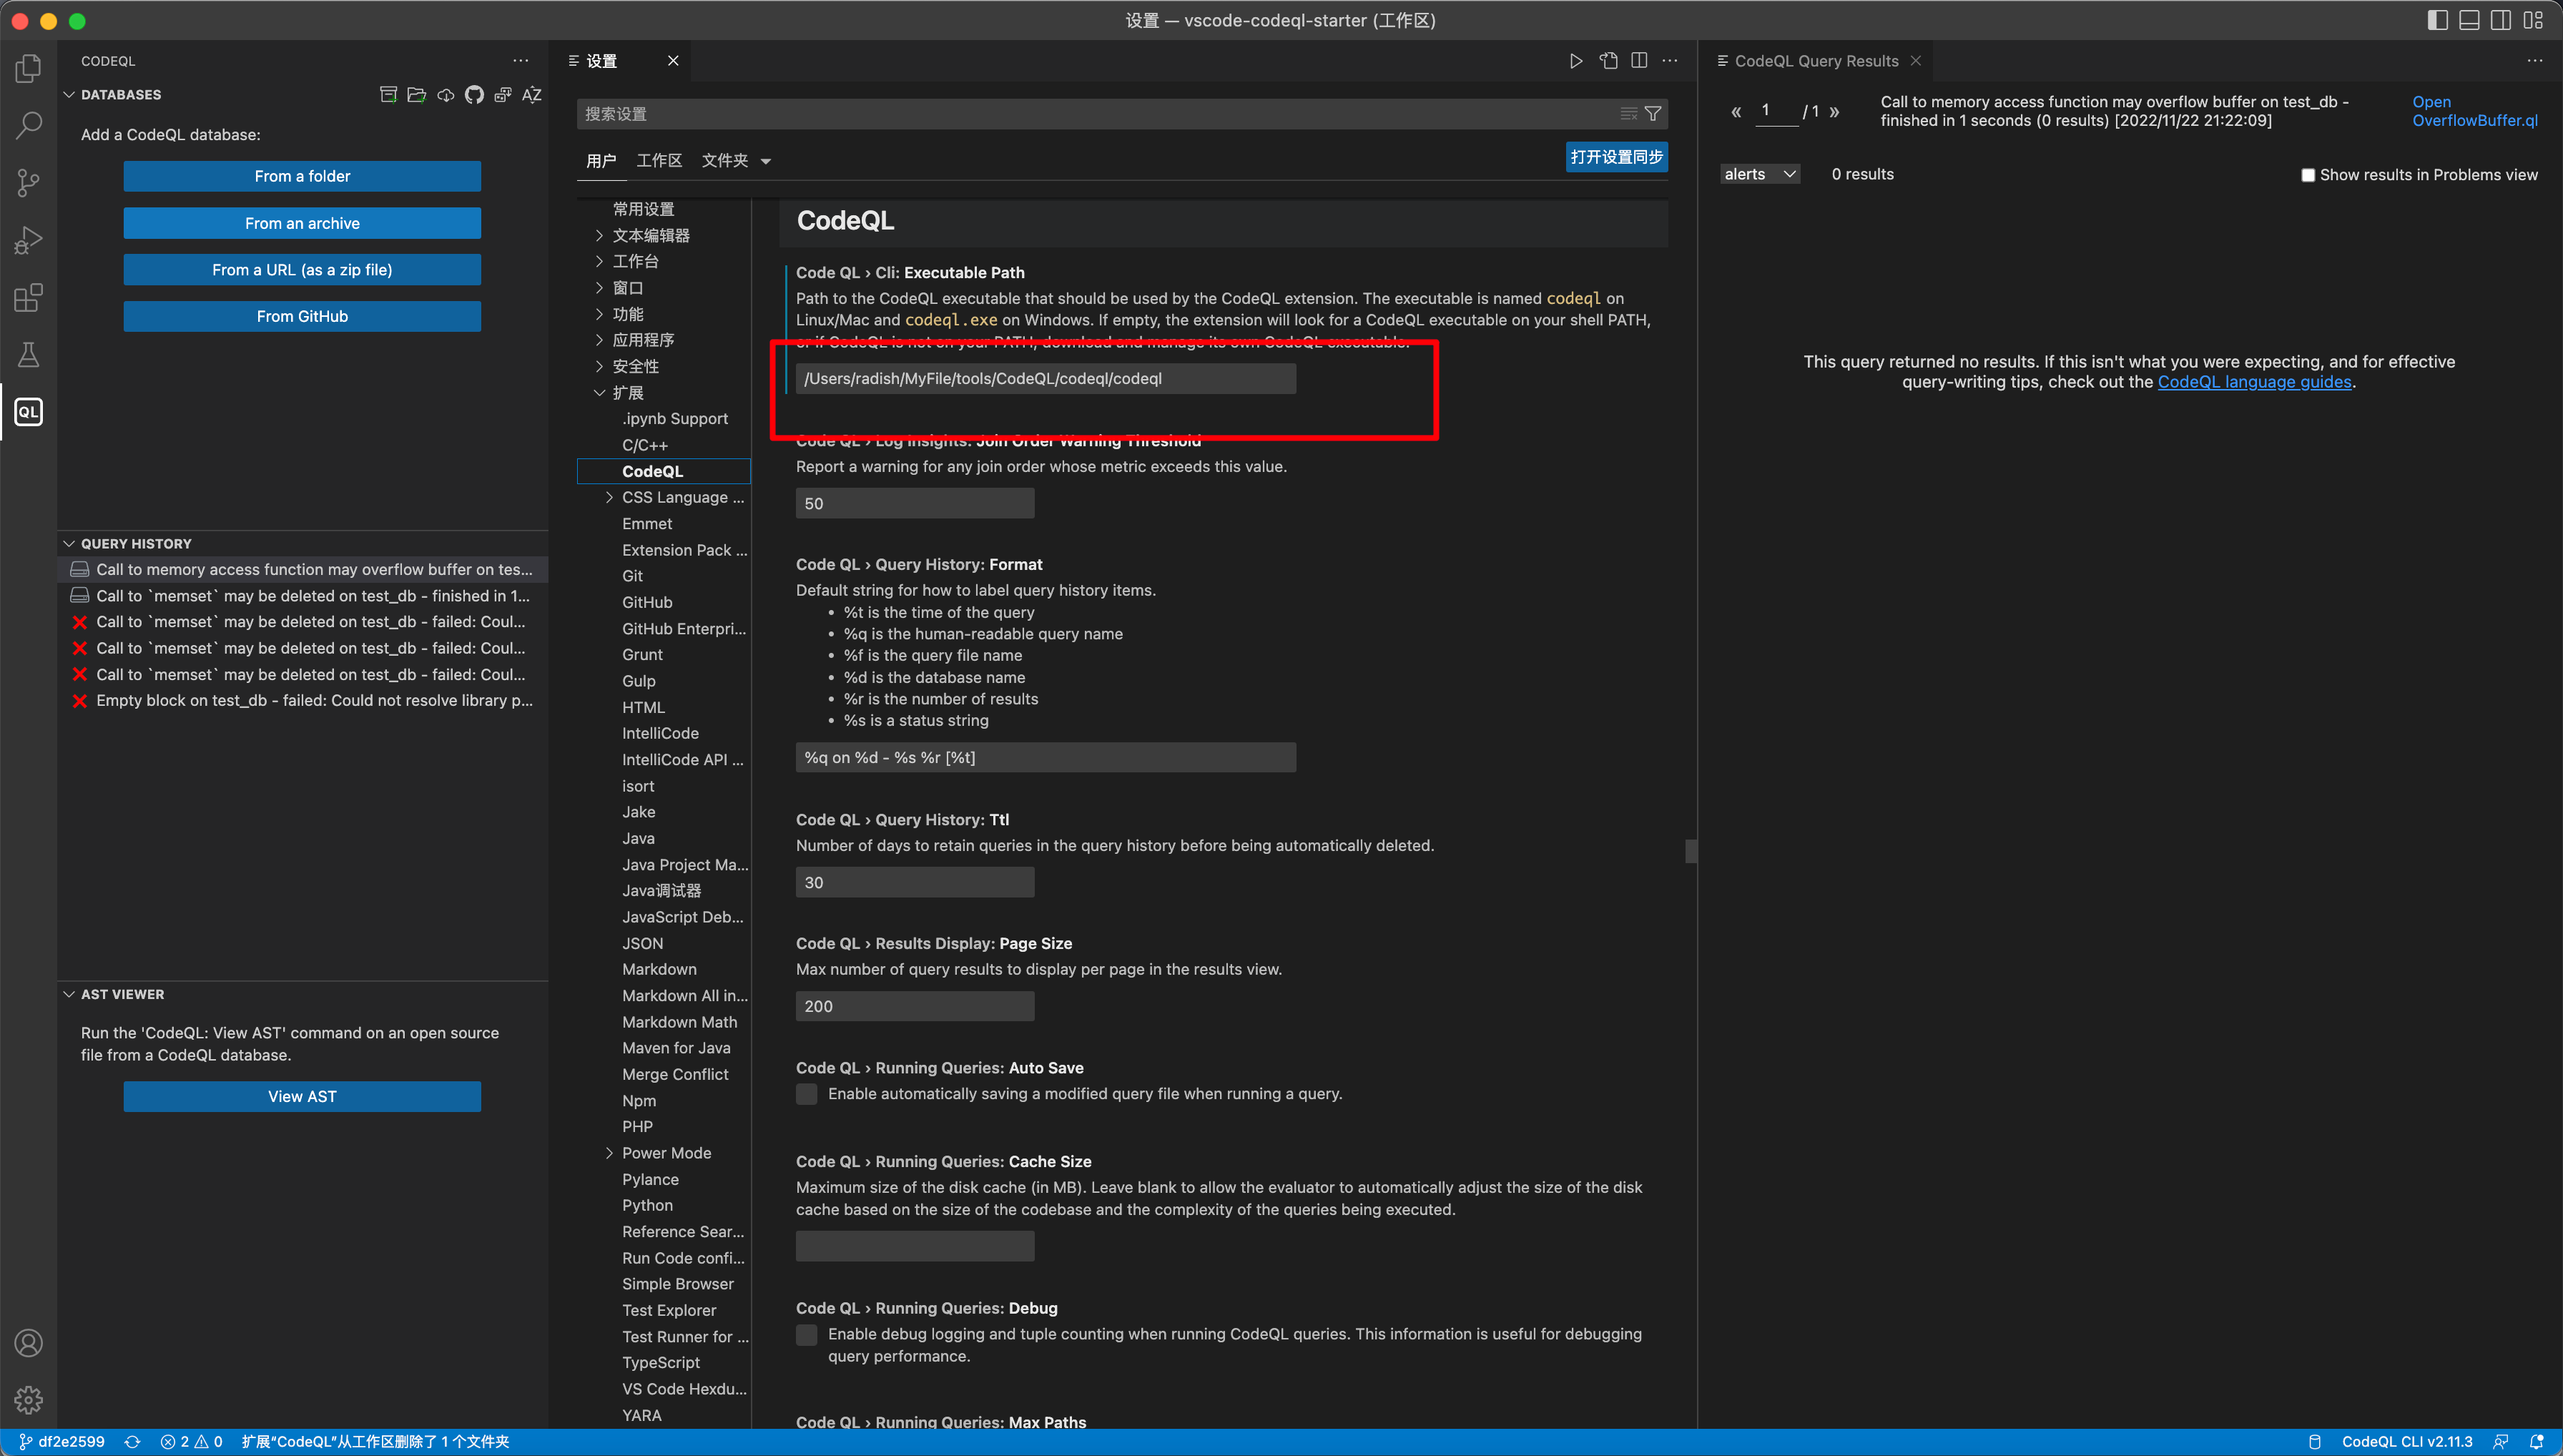 设置 — vscode-codeql-starter (工作区)
CODEQL
DATABASES
Add a CodeQL database:
From a folder
From an archive
From a URL (as a zip file)
From GitHub
QUERY HISTORY
Call to memory access function may overflow buffer on tes...
Call to `memset` may be deleted on test_db - finished in 1...
Call to `memset` may be deleted on test_db - failed: Coul...
Call to `memset` may be deleted on test_db - failed: Coul...
Call to `memset` may be deleted on test_db - failed: Coul...
Empty block on test_db - failed: Could not resolve library p...
AST VIEWER
Run the 'CodeQL: View AST' command on an open source
file from a CodeQL database.
View AST
QL
设置
搜索设置
用户 工作区 文件夹
打开设置同步
常用设置
文本编辑器
工作台
窗口
功能
应用程序
安全性
扩展
.ipynb Support
C/C++
CodeQL
CSS Language ...
Emmet
Extension Pack ...
Git
GitHub
GitHub Enterpri...
Grunt
Gulp
HTML
IntelliCode
IntelliCode API ...
isort
Jake
Java
Java Project Ma...
Java调试器
JavaScript Deb...
JSON
Markdown
Markdown All in...
Markdown Math
Maven for Java
Merge Conflict
Npm
PHP
Power Mode
Pylance
Python
Reference Sear...
Run Code confi...
Simple Browser
Test Explorer
Test Runner for ...
TypeScript
VS Code Hexdu...
YARA
CodeQL
Code QL › Cli: Executable Path
Path to the CodeQL executable that should be used by the CodeQL extension. The executable is named codeql on
Linux/Mac and codeql.exe on Windows. If empty, the extension will look for a CodeQL executable on your shell PATH,
or if CodeQL is not on your PATH, download and manage its own CodeQL executable.
/Users/radish/MyFile/tools/CodeQL/codeql/codeql
Code QL › Log Insights: Join Order Warning Threshold
Report a warning for any join order whose metric exceeds this value.
50
Code QL › Query History: Format
Default string for how to label query history items.
• %t is the time of the query
• %q is the human-readable query name
• %f is the query file name
• %d is the database name
• %r is the number of results
• %s is a status string
%q on %d - %s %r [%t]
Code QL › Query History: Ttl
Number of days to retain queries in the query history before being automatically deleted.
30
Code QL › Results Display: Page Size
Max number of query results to display per page in the results view.
200
Code QL › Running Queries: Auto Save
Enable automatically saving a modified query file when running a query.
Code QL › Running Queries: Cache Size
Maximum size of the disk cache (in MB). Leave blank to allow the evaluator to automatically adjust the size of the disk
cache based on the size of the codebase and the complexity of the queries being executed.
Code QL › Running Queries: Debug
Enable debug logging and tuple counting when running CodeQL queries. This information is useful for debugging
query performance.
Code QL › Running Queries: Max Paths
CodeQL Query Results
« 1 / 1 »
Call to memory access function may overflow buffer on test_db -
finished in 1 seconds (0 results) [2022/11/22 21:22:09]
Open
OverflowBuffer.ql
alerts 0 results
Show results in Problems view
This query returned no results. If this isn't what you were expecting, and for effective
query-writing tips, check out the CodeQL language guides.
df2e2599 2 0 扩展“CodeQL”从工作区删除了 1 个文件夹
CodeQL CLI v2.11.3